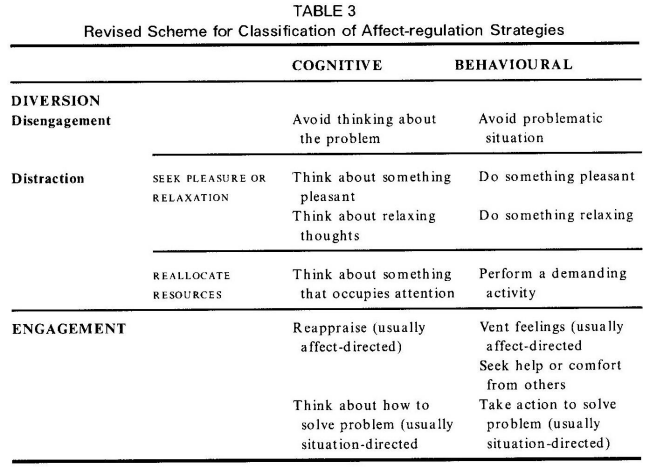 TABLE 3
Revised Scheme for Classification of Affect-regulation Strategies
COGNITIVE BEHAVIOURAL
DIVERSION
Disengagement Avoid thinking about Avoid problematic
the problem situation
Distraction SEEK PLEASURE OR Think about something Do something pleasant
RELAXATION pleasant
Think about relaxing Do something relaxing
thoughts
REALLOCATE Think about something Perform a demanding
RESOURCES that occupies attention activity
ENGAGEMENT Reappraise (usually Vent feelings (usually
affect-directed) affect-directed
Seek help or comfort
from others
Think about how to Take action to solve
solve problem (usually problem (usually
situation-directed situation-directed)